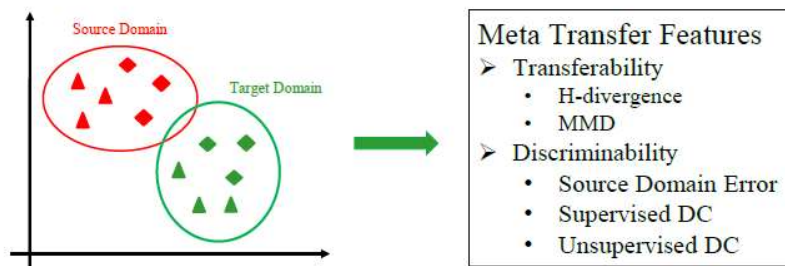 Source Domain
Target Domain
Meta Transfer Features
➢ Transferability
• H-divergence
• MMD
➢ Discriminability
• Source Domain Error
• Supervised DC
• Unsupervised DC